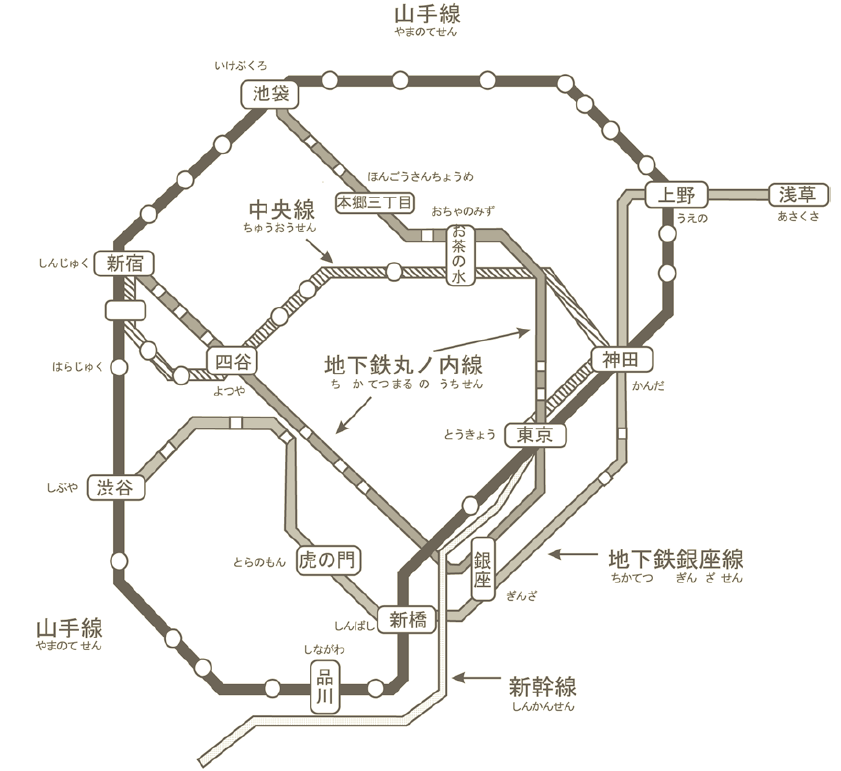 山手線
やまのてせん
いけぶくろ
池袋
ほんごうさんちょうめ
本郷三丁目
上野
うえの
浅草
あさくさ
中央線
ちゅうおうせん
おちゃのみず
お茶の水
しんじゅく
新宿
はらじゅく
四谷
よつや
地下鉄丸ノ内線
ち か てつ まる の うち せん
神田
かんだ
とうきょう
東京
しぶや
渋谷
とらのもん
虎の門
銀座
ぎんざ
地下鉄銀座線
ちかてつ ぎん ざ せん
しんばし
新橋
山手線
やまのて せん
しながわ
品川
新幹線
しんかんせん